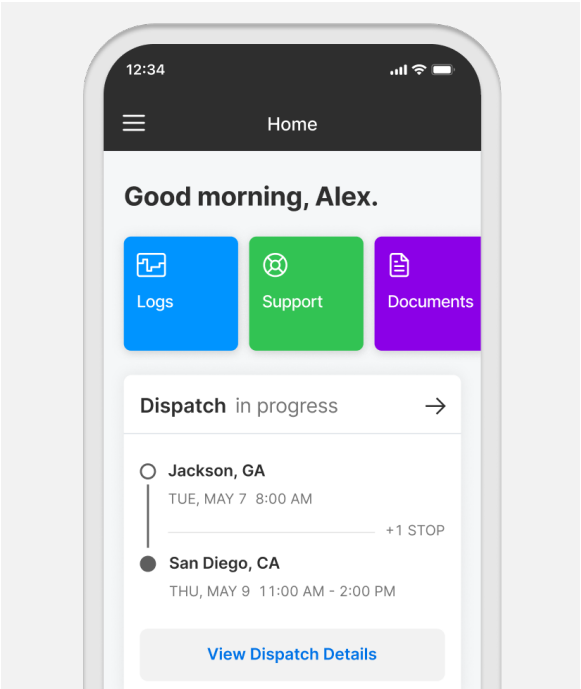 12:34
Home
Good morning, Alex.
Logs
Support
Documents
Dispatch in progress
Jackson, GA
TUE, MAY 7 8:00 AM
+1 STOP
San Diego, CA
THU, MAY 9 11:00 AM - 2:00 PM
View Dispatch Details